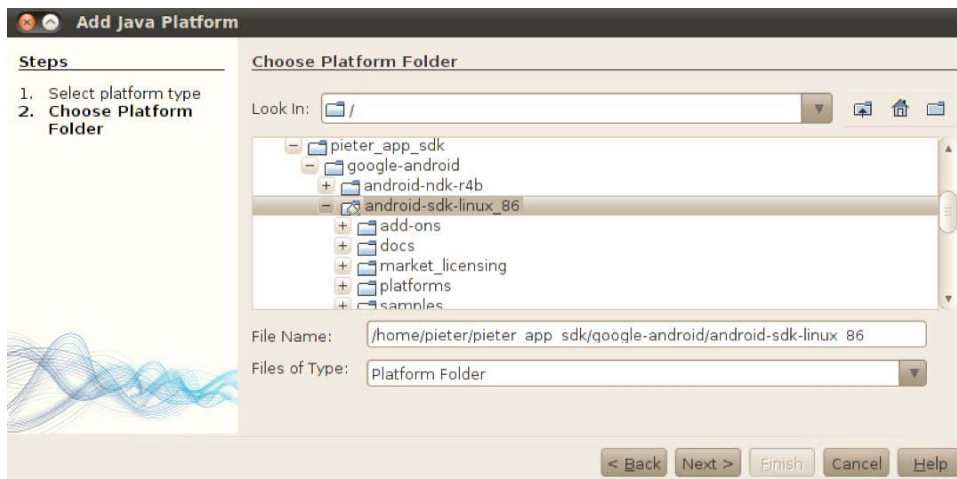 Add Java Platform
Steps
1. Select platform type
2. Choose Platform
Folder
Choose Platform Folder
Look In: /
pieter_app_sdk
google-android
android-ndk-r4b
android-sdk-linux_86
add-ons
docs
market_licensing
platforms
samples
File Name: /home/pieter/pieter_app_sdk/google-android/android-sdk-linux_86
Files of Type: Platform Folder
< Back Next > Finish Cancel Help